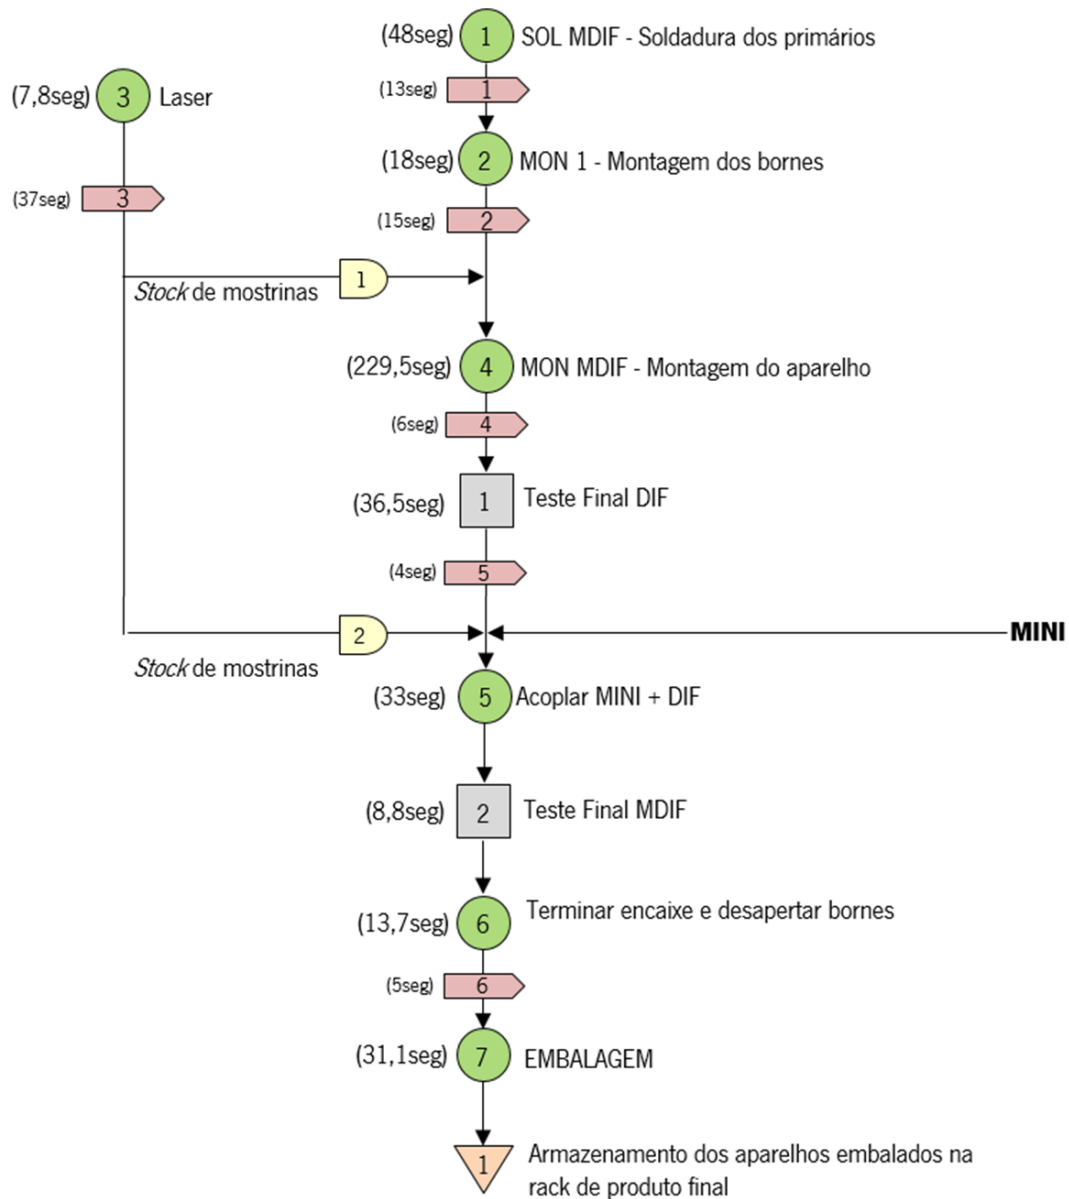 (48seg) 1 SOL MDIF - Soldadura dos primários
(13seg) 1
(7,8seg) 3 Laser
(18seg) 2 MON 1 - Montagem dos bornes
(37seg) 3
(15seg) 2
1
Stock de mostrinas
(229,5seg) 4 MON MDIF - Montagem do aparelho
(6seg) 4
(36,5seg) 1 Teste Final DIF
(4seg) 5
2 MINI
Stock de mostrinas
(33seg) 5 Acoplar MINI + DIF
(8,8seg) 2 Teste Final MDIF
(13,7seg) 6 Terminar encaixe e desapertar bornes
(5seg) 6
(31,1seg) 7 EMBALAGEM
1 Armazenamento dos aparelhos embalados na
rack de produto final